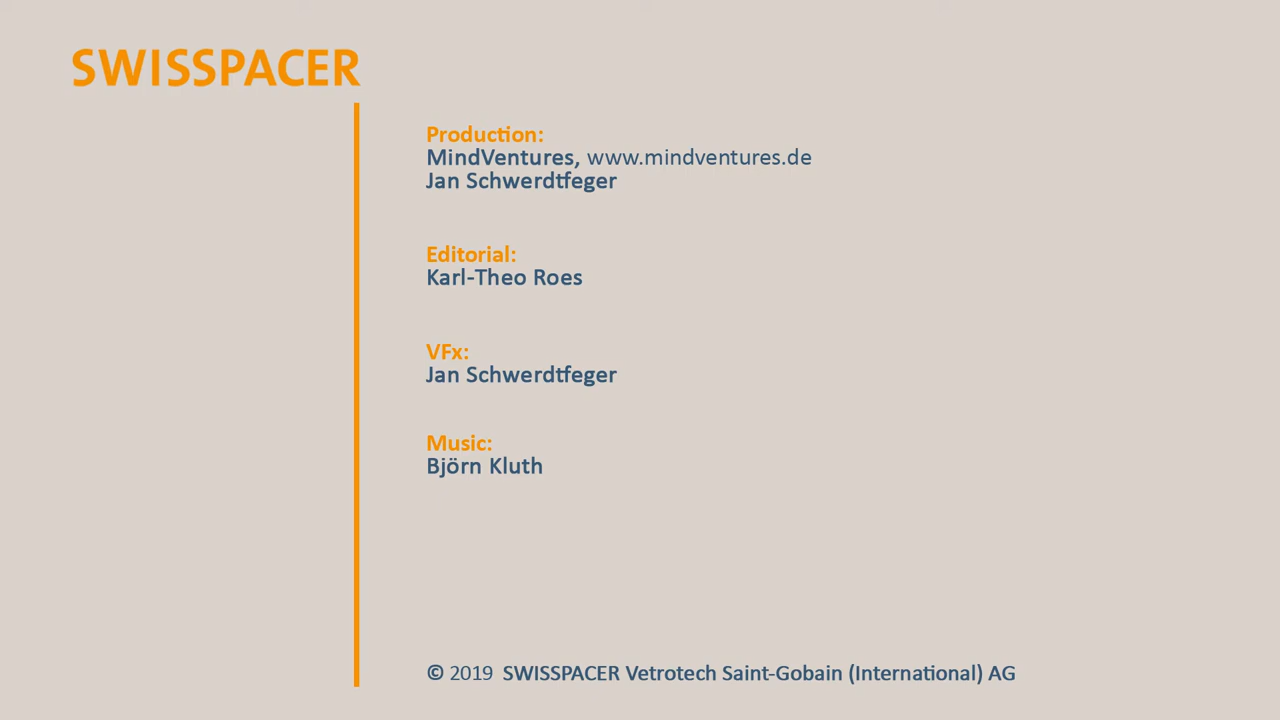 SWISSPACER
Production:
MindVentures, www.mindventures.de
Jan Schwerdtfeger
Editorial:
Karl-Theo Roes
VFx:
Jan Schwerdtfeger
Music:
Björn Kluth
© 2019 SWISSPACER Vetrotech Saint-Gobain (International) AG